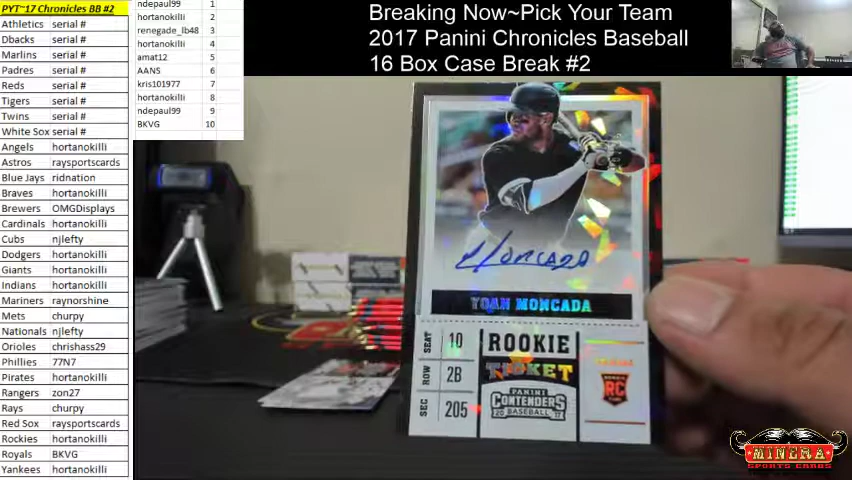 PYT~17 Chronicles BB #2
Athletics serial #
Dbacks serial #
Marlins serial #
Padres serial #
Reds serial #
Tigers serial #
Twins serial #
White Sox serial #
Angels hortanokilli
Astros raysportscards
Blue Jays ridnation
Braves hortanokilli
Brewers OMGDisplays
Cardinals hortanokilli
Cubs njlefty
Dodgers hortanokilli
Giants hortanokilli
Indians hortanokilli
Mariners raynorshine
Mets churpy
Nationals njlefty
Orioles chrishass29
Phillies 77N7
Pirates hortanokilli
Rangers zon27
Rays churpy
Red Sox raysportscards
Rockies hortanokilli
Royals BKVG
Yankees hortanokilli
ndepaul99 1
hortanokilli 2
renegade_lb48 3
hortanokilli 4
amat12 5
AANS 6
kris101977 7
hortanokilli 8
ndepaul99 9
BKVG 10
Breaking Now~Pick Your Team
2017 Panini Chronicles Baseball
16 Box Case Break #2
YOAN MONCADA
SEAT 10
ROW 2B
SEC 205
ROOKIE
TICKET
PANINI
CONTENDERS
20 BASEBALL 17
RC
MINERA
SPORTS CARDS